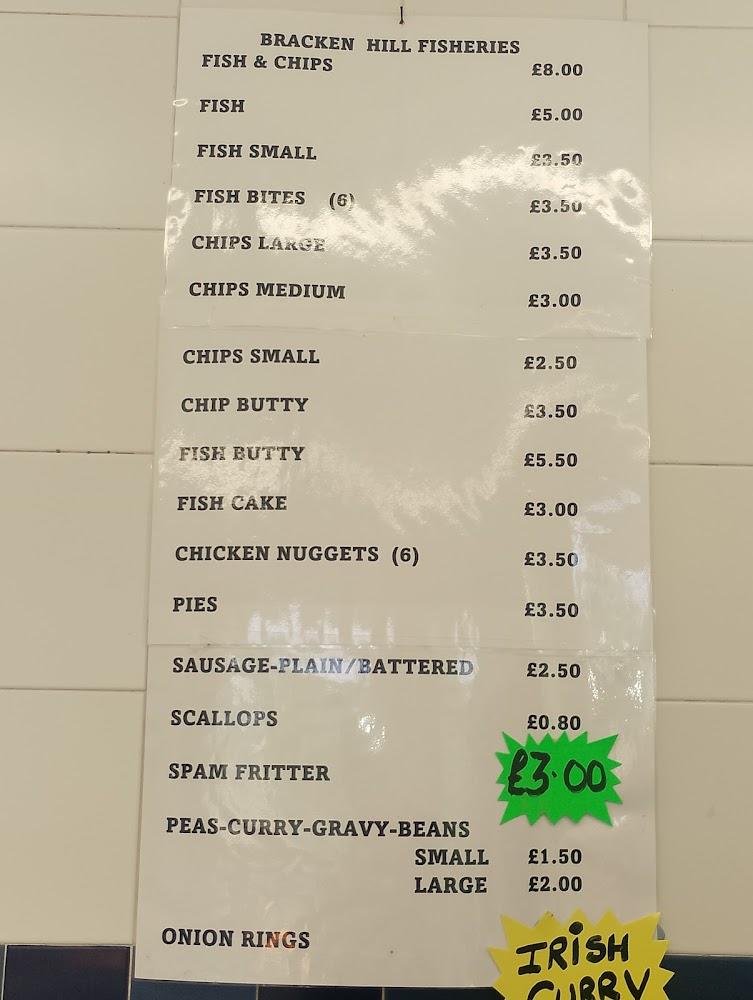 BRACKEN HILL FISHERIES
FISH & CHIPS £8.00
FISH £5.00
FISH SMALL £3.50
FISH BITES (6) £3.50
CHIPS LARGE £3.50
CHIPS MEDIUM £3.00
CHIPS SMALL £2.50
CHIP BUTTY £3.50
FISH BUTTY £5.50
FISH CAKE £3.00
CHICKEN NUGGETS (6) £3.50
PIES £3.50
SAUSAGE-PLAIN/BATTERED £2.50
SCALLOPS £0.80
SPAM FRITTER £3.00
PEAS-CURRY-GRAVY-BEANS
SMALL £1.50
LARGE £2.00
ONION RINGS
IRISH
CURRY